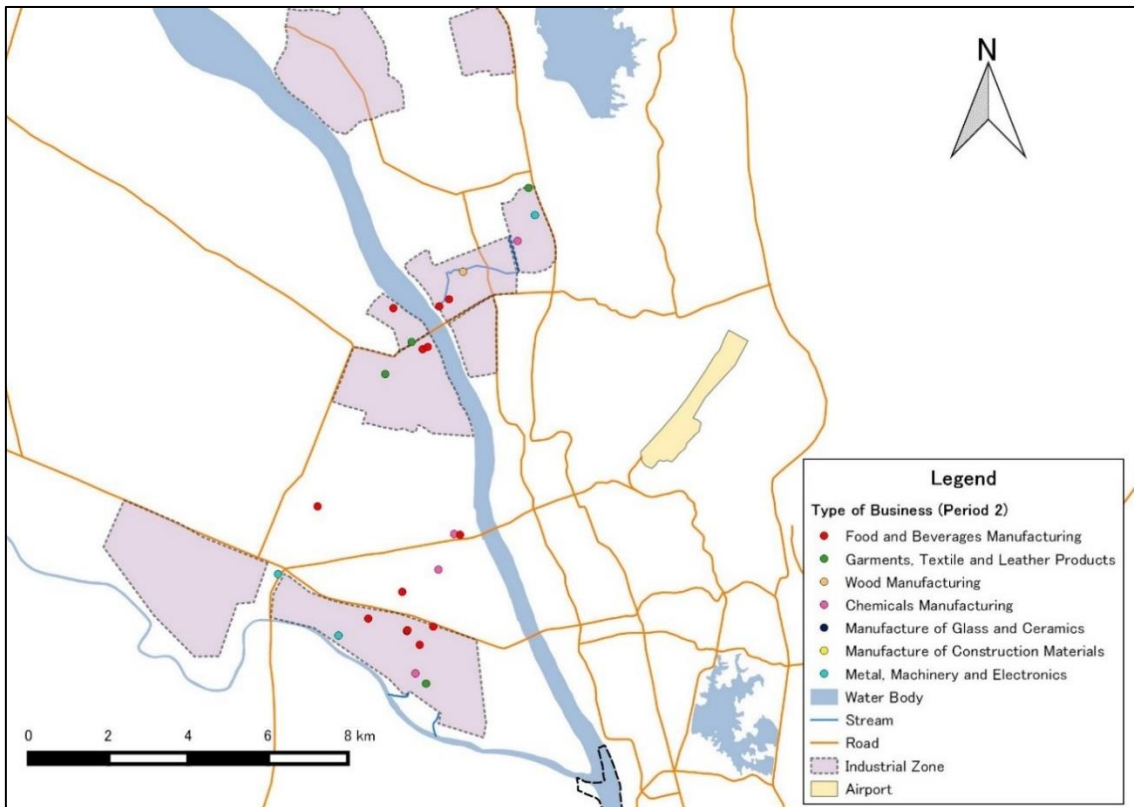 N
Legend
Type of Business (Period 2)
Food and Beverages Manufacturing
Garments, Textile and Leather Products
Wood Manufacturing
Chemicals Manufacturing
Manufacture of Glass and Ceramics
Manufacture of Construction Materials
Metal, Machinery and Electronics
Water Body
Stream
Road
Industrial Zone
Airport
0 2 4 6 8 km